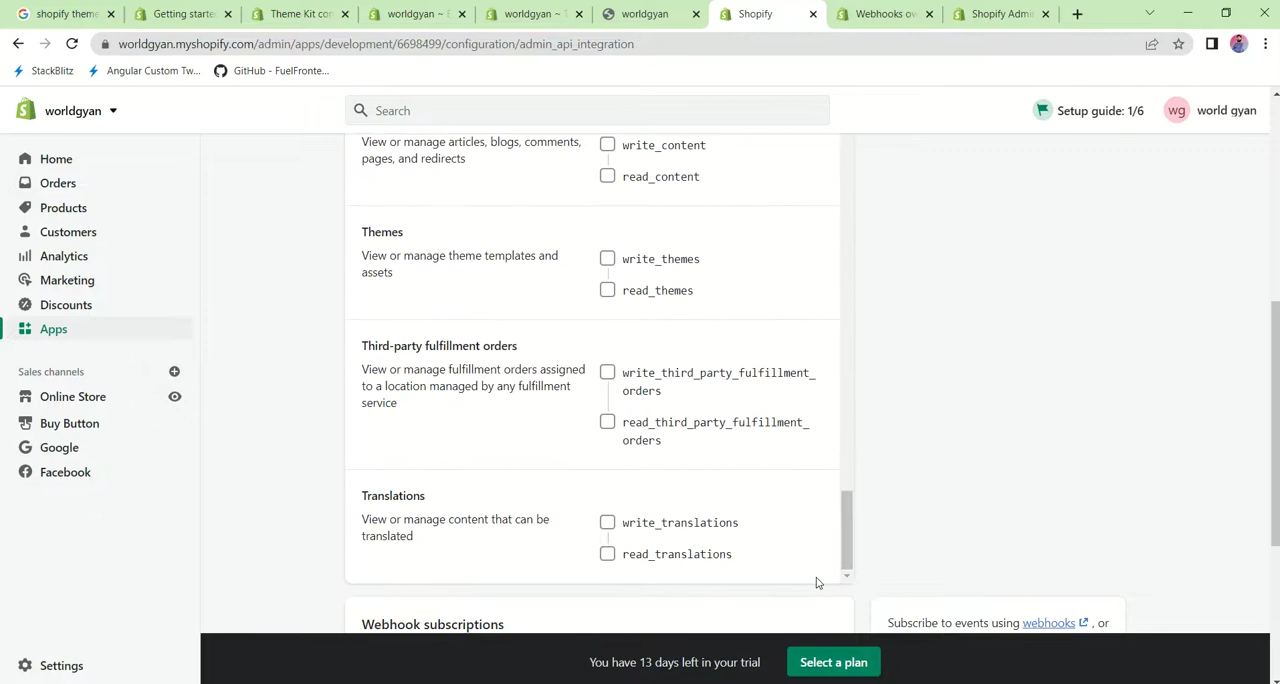 shopify theme
Getting starte
Theme Kit con
worldgyan ~ E
worldgyan ~ T
worldgyan
Shopify
Webhooks ov
Shopify Admi
worldgyan.myshopify.com/admin/apps/development/6698499/configuration/admin_api_integration
StackBlitz
Angular Custom Tw...
GitHub - FuelFronte...
worldgyan
Search
Setup guide: 1/6
wg
world gyan
Home
Orders
Products
Customers
Analytics
Marketing
Discounts
Apps
Sales channels
Online Store
Buy Button
Google
Facebook
Settings
View or manage articles, blogs, comments,
pages, and redirects
write_content
read_content
Themes
View or manage theme templates and
assets
write_themes
read_themes
Third-party fulfillment orders
View or manage fulfillment orders assigned
to a location managed by any fulfillment
service
write_third_party_fulfillment_
orders
read_third_party_fulfillment_
orders
Translations
View or manage content that can be
translated
write_translations
read_translations
Webhook subscriptions
Subscribe to events using webhooks , or
You have 13 days left in your trial
Select a plan